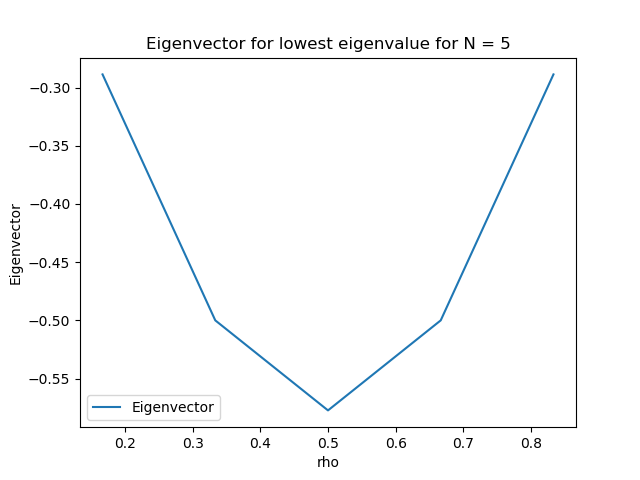 Eigenvector for lowest eigenvalue for N = 5
−0.30
−0.35
−0.40
−0.45
−0.50
−0.55
Eigenvector
Eigenvector
0.2 0.3 0.4 0.5 0.6 0.7 0.8
rho